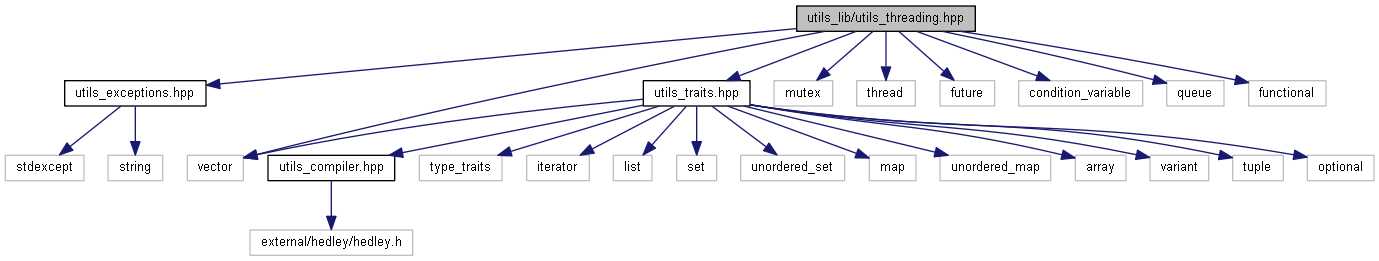 utils_lib/utils_threading.hpp
utils_exceptions.hpp
utils_traits.hpp
mutex
thread
future
condition_variable
queue
functional
stdexcept
string
vector
utils_compiler.hpp
type_traits
iterator
list
set
unordered_set
map
unordered_map
array
variant
tuple
optional
external/hedley/hedley.h